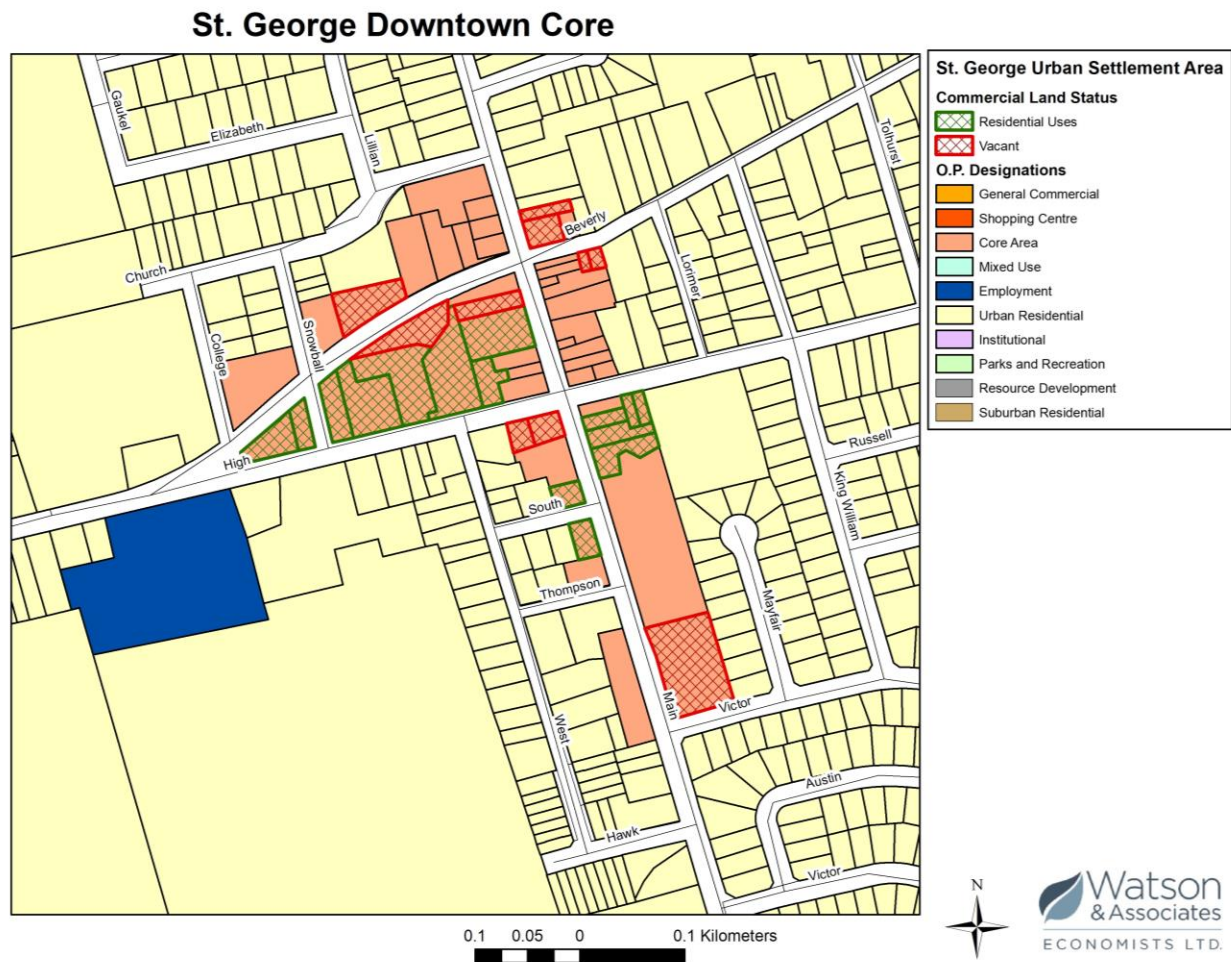 St. George Downtown Core
St. George Urban Settlement Area
Commercial Land Status
Residential Uses
Vacant
O.P. Designations
General Commercial
Shopping Centre
Core Area
Mixed Use
Employment
Urban Residential
Institutional
Parks and Recreation
Resource Development
Suburban Residential
Gaukel
Elizabeth
Lillian
Tolhurst
Beverly
Church
Lorimer
Snowball
College
High
Russell
King William
South
Thompson
Mayfair
Main
Victor
West
Austin
Hawk
Victor
N
0.1 0.05 0 0.1 Kilometers
Watson
& Associates
ECONOMISTS LTD.